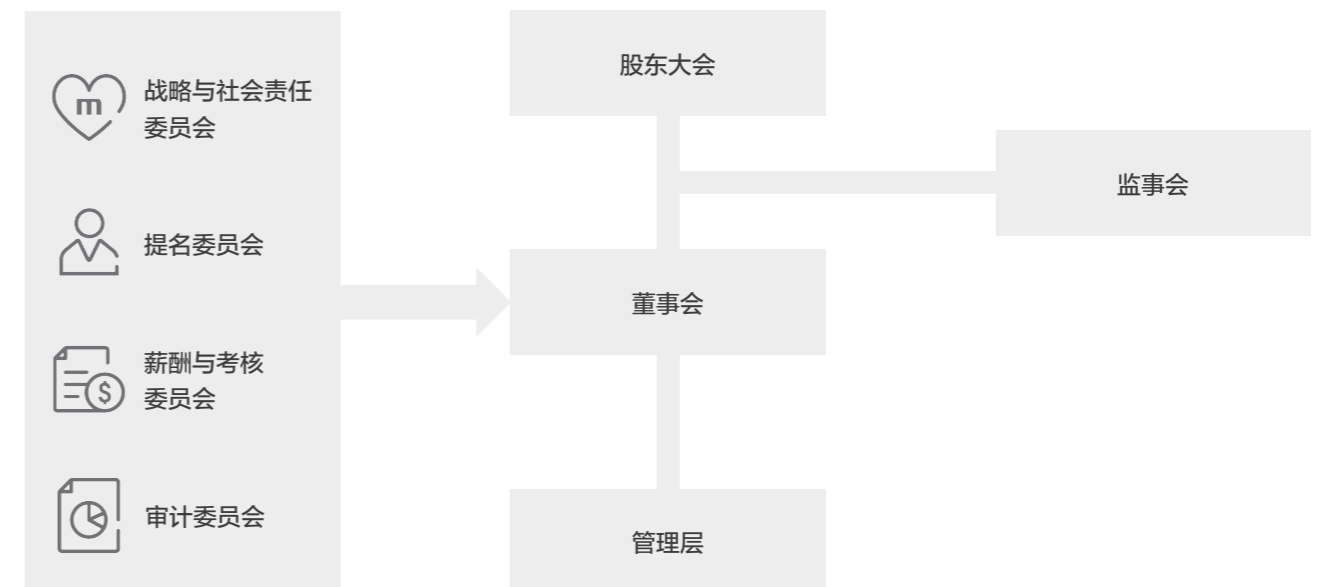 战略与社会责任
委员会
提名委员会
薪酬与考核
委员会
审计委员会
股东大会
监事会
董事会
管理层
m
$